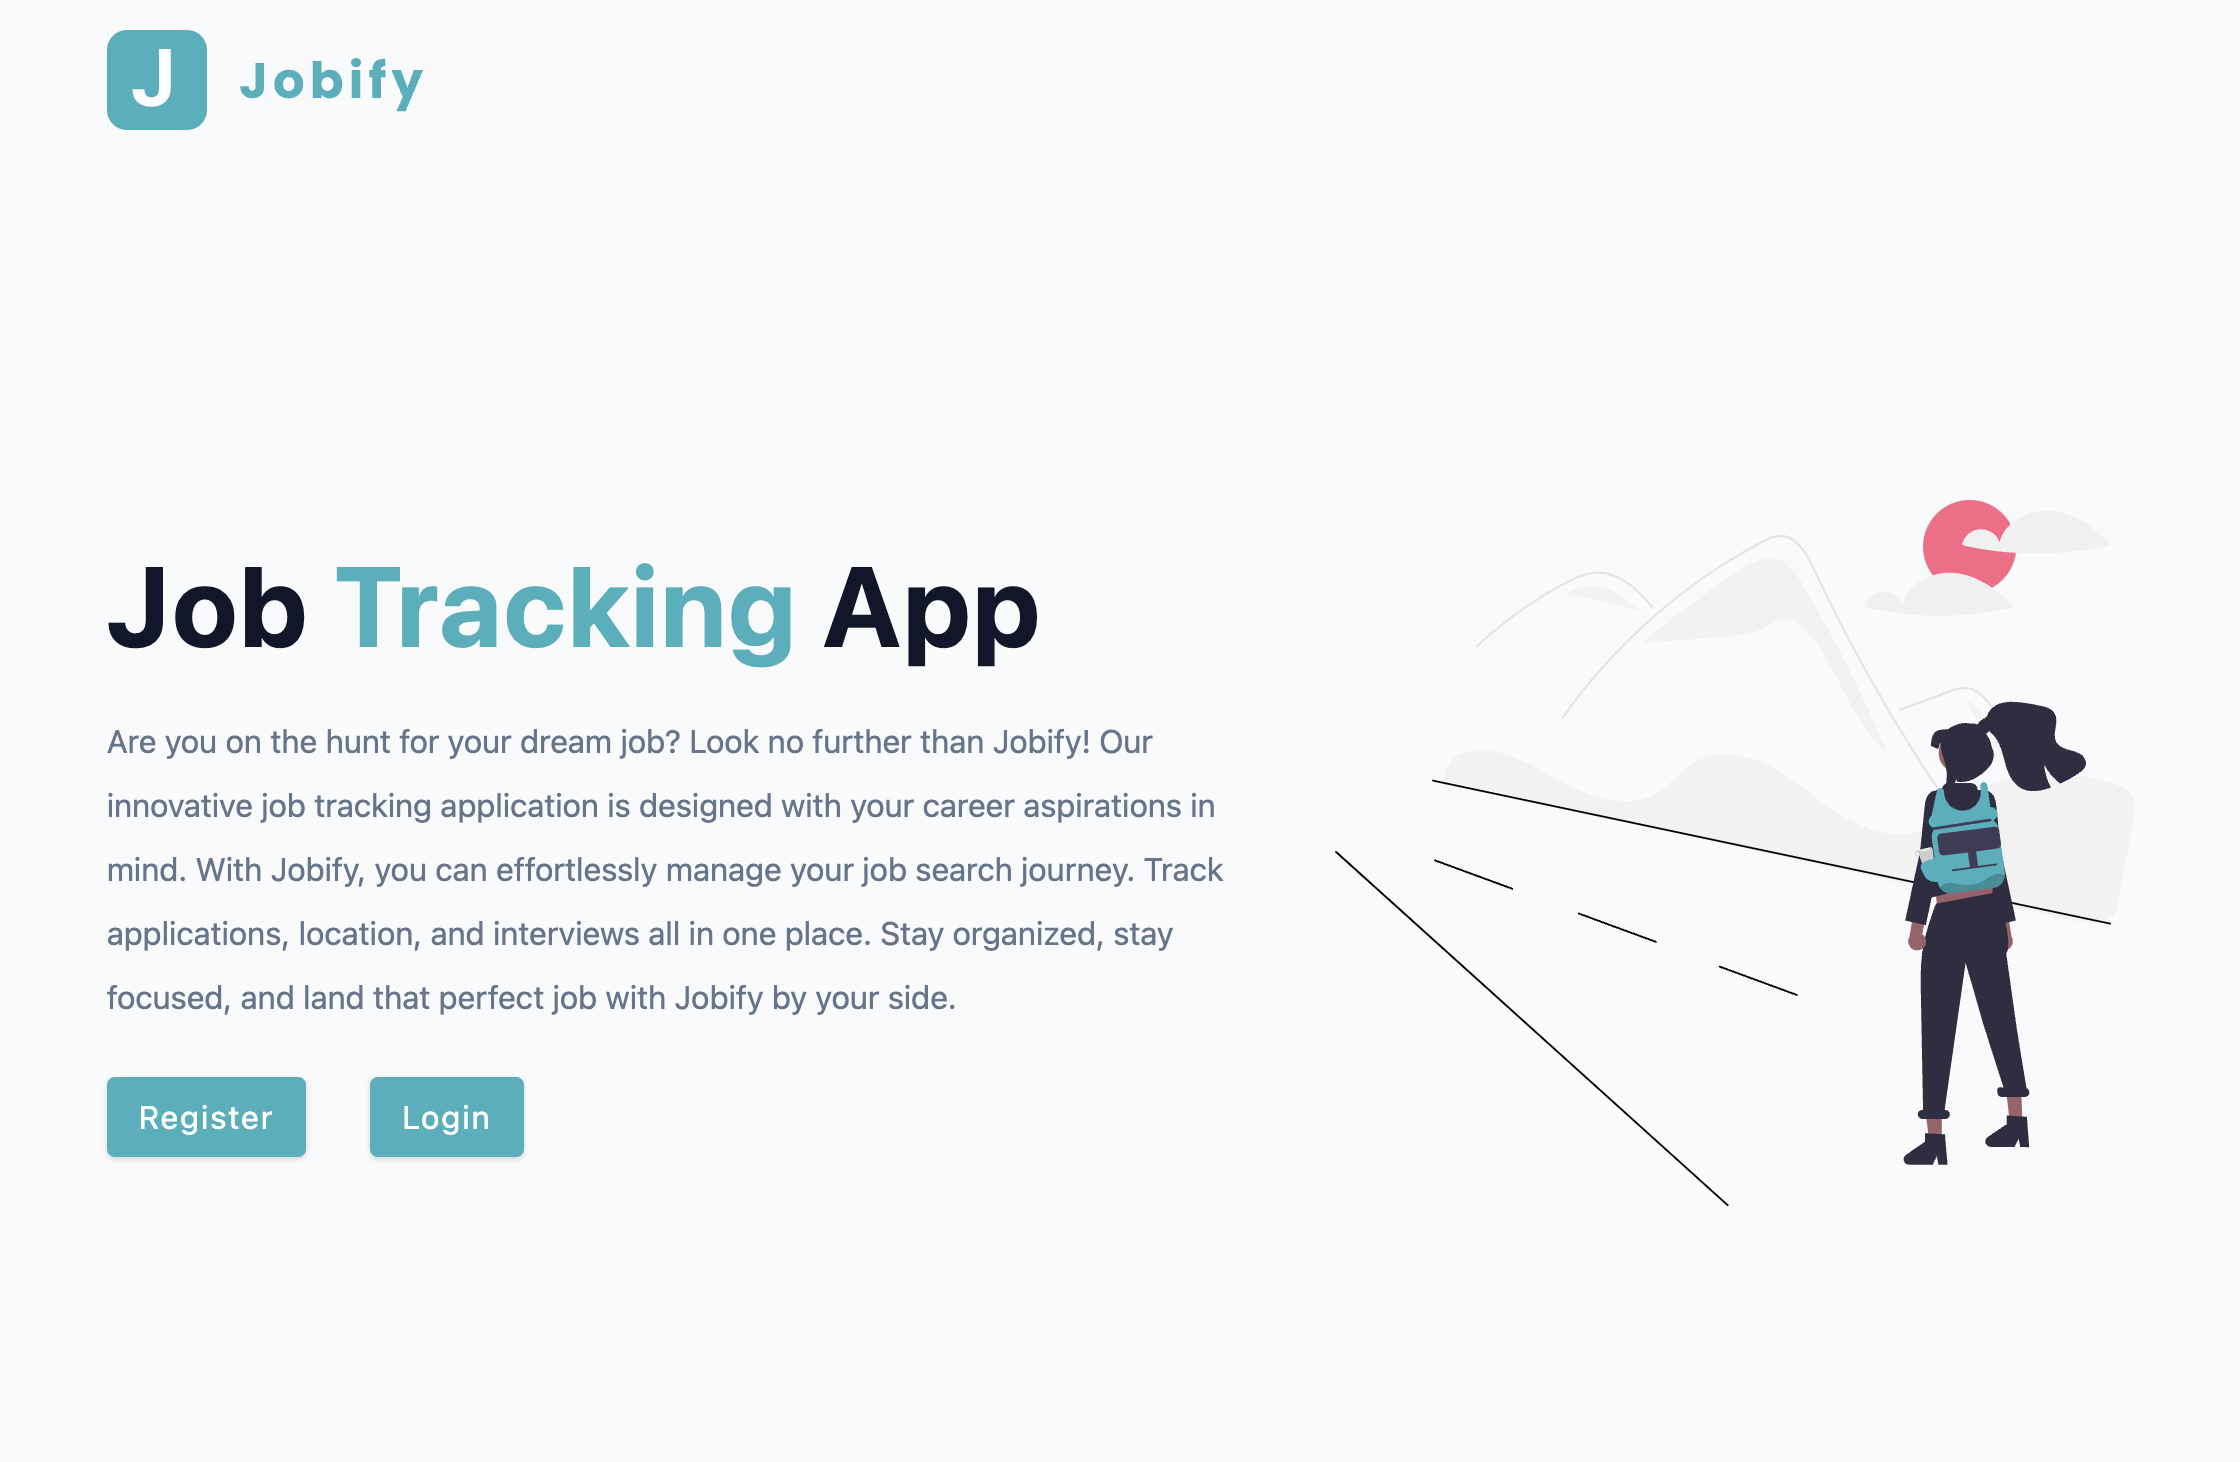 J Jobify
Job Tracking App
Are you on the hunt for your dream job? Look no further than Jobify! Our
innovative job tracking application is designed with your career aspirations in
mind. With Jobify, you can effortlessly manage your job search journey. Track
applications, location, and interviews all in one place. Stay organized, stay
focused, and land that perfect job with Jobify by your side.
Register Login